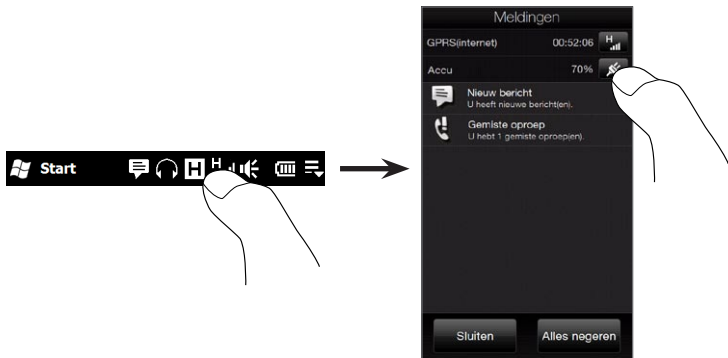 Start
H
H
Meldingen
GPRS(internet) 00:52:06 H
Accu 70%
Nieuw bericht
U heeft nieuwe bericht(en).
Gemiste oproep
U hebt 1 gemiste oproep(en).
Sluiten Alles negeren